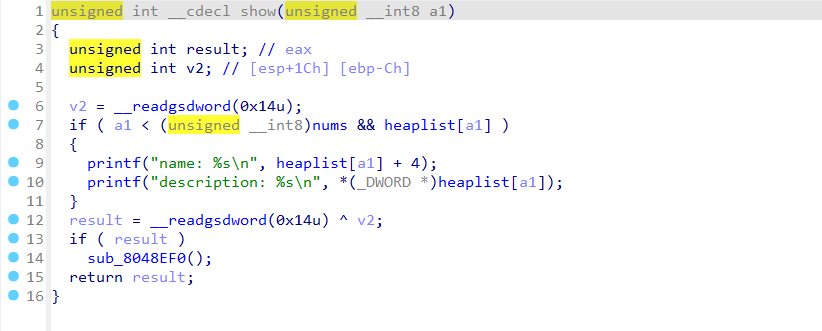 1 unsigned int __cdecl show(unsigned __int8 a1)
2 {
3   unsigned int result; // eax
4   unsigned int v2; // [esp+1Ch] [ebp-Ch]
5
6   v2 = __readgsdword(0x14u);
7   if ( a1 < (unsigned __int8)nums && heaplist[a1] )
8   {
9     printf("name: %s\n", heaplist[a1] + 4);
10     printf("description: %s\n", *(_DWORD *)heaplist[a1]);
11   }
12   result = __readgsdword(0x14u) ^ v2;
13   if ( result )
14     sub_8048EF0();
15   return result;
16 }